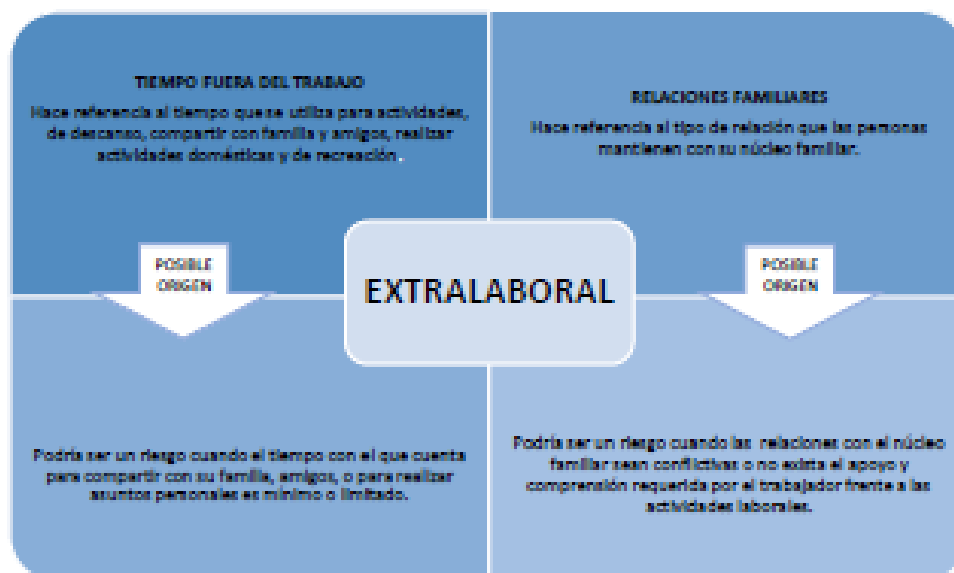 TIEMPO FUERA DEL TRABAJO
Hace referencia al tiempo que se utiliza para actividades,
de descanso, compartir con familia y amigos, realizar
actividades domésticas y de recreación.
RELACIONES FAMILIARES
Hace referencia al tipo de relación que las personas
mantienen con su núcleo familiar.
POSIBLE
ORIGEN
POSIBLE
ORIGEN
EXTRALABORAL
Podría ser un riesgo cuando el tiempo con el que cuenta
para compartir con su familia, amigos, o para realizar
asuntos personales es mínimo o limitado.
Podría ser un riesgo cuando las relaciones con el núcleo
familiar sean conflictivas o no exista el apoyo y
comprensión requerida por el trabajador frente a las
actividades laborales.